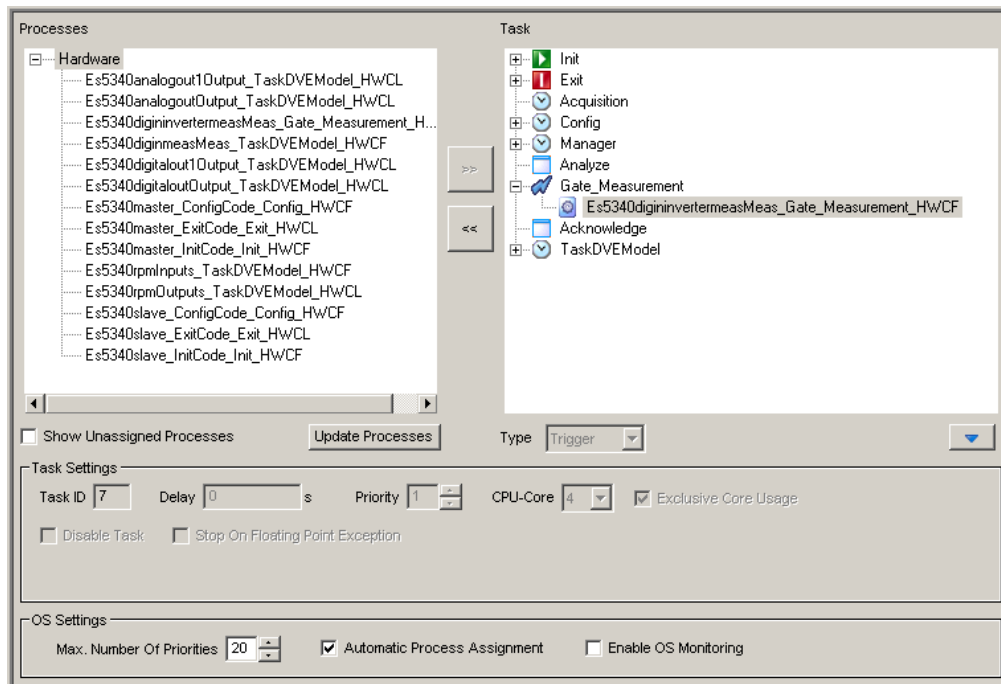 Processes
Hardware
Es5340analogout1Output_TaskDVEModel_HWCL
Es5340analogoutOutput_TaskDVEModel_HWCL
Es5340digininvertermeasMeas_Gate_Measurement_H...
Es5340diginmeasMeas_TaskDVEModel_HWCF
Es5340digitalout1Output_TaskDVEModel_HWCL
Es5340digitaloutOutput_TaskDVEModel_HWCL
Es5340master_ConfigCode_Config_HWCF
Es5340master_ExitCode_Exit_HWCL
Es5340master_InitCode_Init_HWCF
Es5340rpmInputs_TaskDVEModel_HWCF
Es5340rpmOutputs_TaskDVEModel_HWCL
Es5340slave_ConfigCode_Config_HWCF
Es5340slave_ExitCode_Exit_HWCL
Es5340slave_InitCode_Init_HWCF
Show Unassigned Processes
Update Processes
>>
<<
Task
Init
Exit
Acquisition
Config
Manager
Analyze
Gate_Measurement
Es5340digininvertermeasMeas_Gate_Measurement_HWCF
Acknowledge
TaskDVEModel
Type Trigger
Task Settings
Task ID 7 Delay 0 s Priority 1 CPU-Core 4 Exclusive Core Usage
Disable Task Stop On Floating Point Exception
OS Settings
Max. Number Of Priorities 20 Automatic Process Assignment Enable OS Monitoring